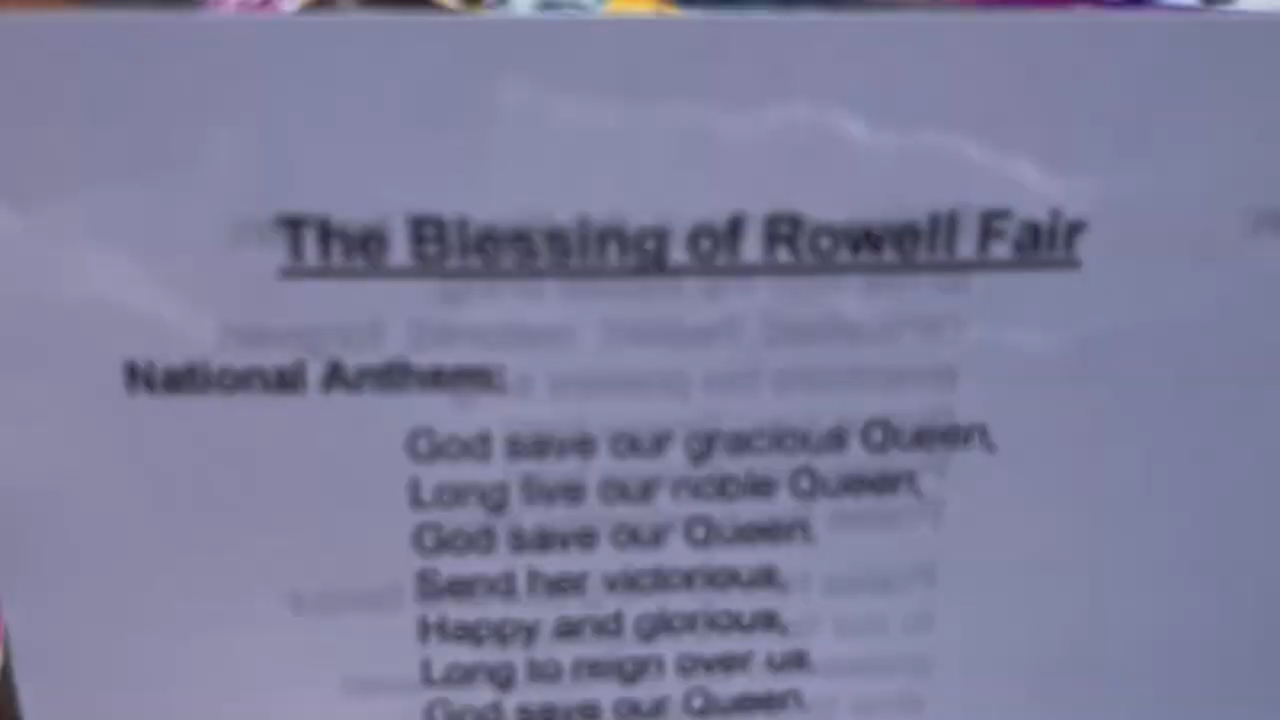 The Blessing of Rowell Fair
National Anthem:
God save our gracious Queen,
Long live our noble Queen,
God save our Queen.
Send her victorious,
Happy and glorious,
Long to reign over us.
God save our Queen.